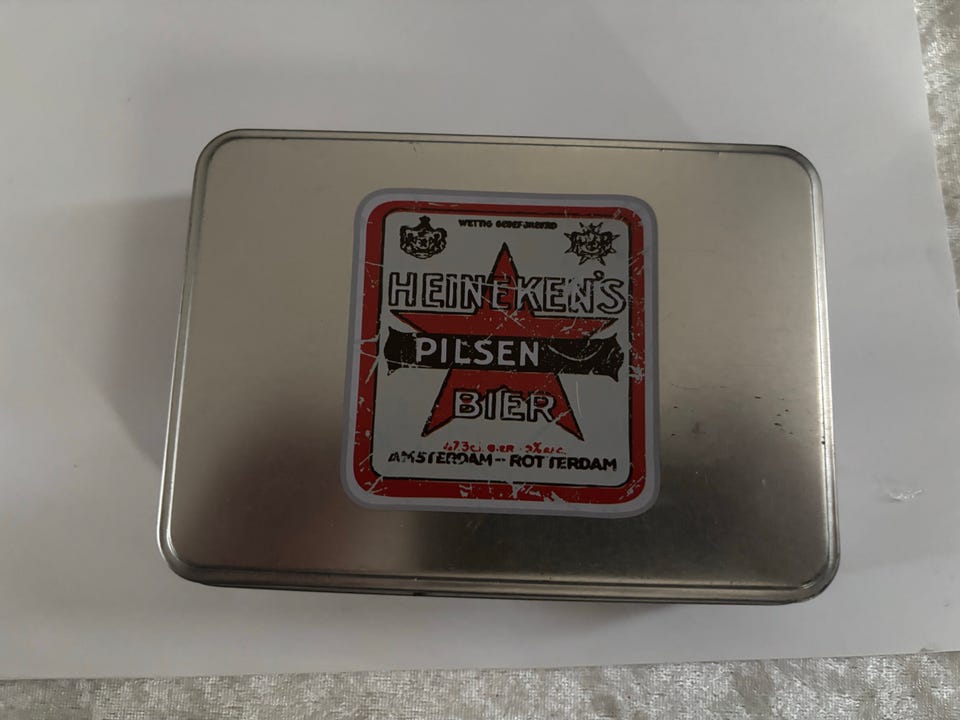 WETTIG GEDEPONEERD
HEINEKEN'S
PILSEN
BIER
AMSTERDAM - ROTTERDAM